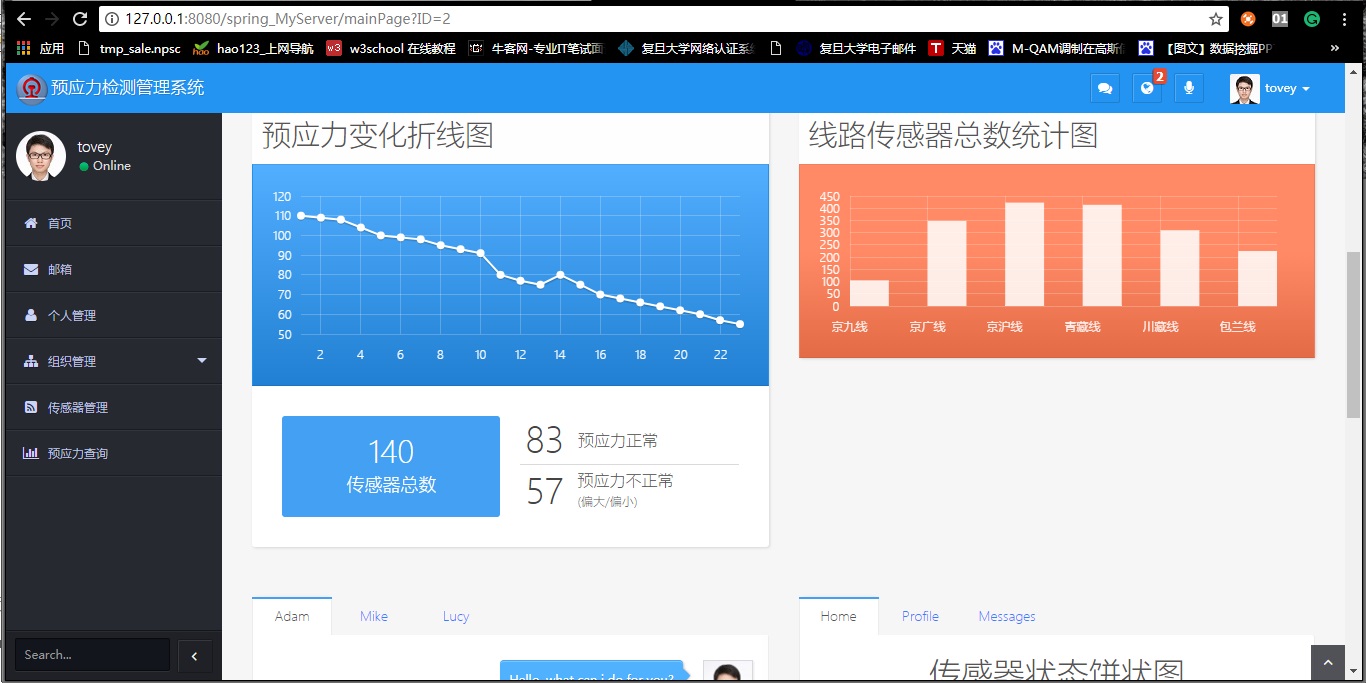 127.0.0.1:8080/spring_MyServer/mainPage?ID=2
应用 tmp_sale.npsc hao123_上网导航 w3school 在线教程 牛客网-专业IT笔试面 复旦大学网络认证系 复旦大学电子邮件 天猫 M-QAM调制在高斯 【图文】数据挖掘PP »
预应力检测管理系统
2
tovey
tovey
Online
首页
邮箱
个人管理
组织管理
传感器管理
预应力查询
Search...
预应力变化折线图
120
110
100
90
80
70
60
50
2 4 6 8 10 12 14 16 18 20 22
140
传感器总数
83 预应力正常
57 预应力不正常
(偏大/偏小)
线路传感器总数统计图
450
400
350
300
250
200
150
100
50
0
京九线 京广线 京沪线 青藏线 川藏线 包兰线
Adam Mike Lucy
Hello, what can i do for you?
Home Profile Messages
传感器状态饼状图